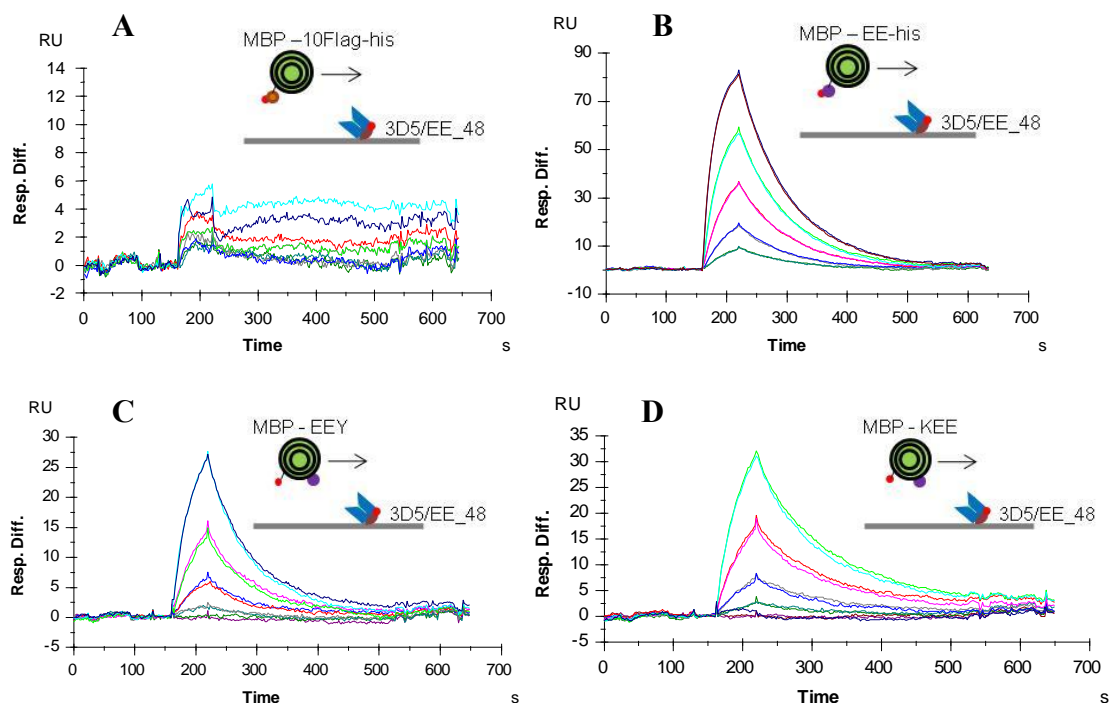 A
RU
MBP –10Flag-his
3D5/EE_48
Resp. Diff.
14
12
10
8
6
4
2
0
-2
0 100 200 300 400 500 600 700
Time s
B
RU
MBP – EE-his
3D5/EE_48
Resp. Diff.
90
70
50
30
10
-10
0 100 200 300 400 500 600 700
Time s
C
RU
MBP - EEY
3D5/EE_48
Resp. Diff.
30
25
20
15
10
5
0
-5
0 100 200 300 400 500 600 700
Time s
D
RU
MBP - KEE
3D5/EE_48
Resp. Diff.
35
30
25
20
15
10
5
0
-5
0 100 200 300 400 500 600 700
Time s